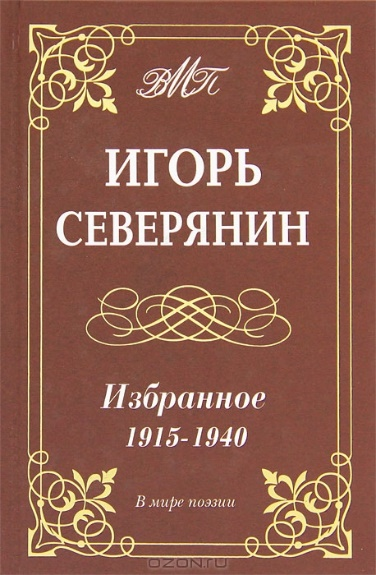 ВМП
ИГОРЬ
СЕВЕРЯНИН
Избранное
1915-1940
В мире поэзии
ozon.ru